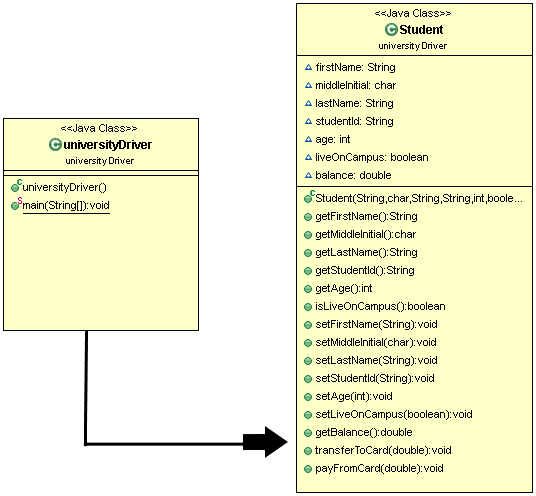 <<Java Class>>
universityDriver
universityDriver
universityDriver()
main(String[]):void
<<Java Class>>
Student
universityDriver
firstName: String
middleInitial: char
lastName: String
studentId: String
age: int
liveOnCampus: boolean
balance: double
Student(String,char,String,String,int,boole...
getFirstName():String
getMiddleInitial():char
getLastName():String
getStudentId():String
getAge():int
isLiveOnCampus():boolean
setFirstName(String):void
setMiddleInitial(char):void
setLastName(String):void
setStudentId(String):void
setAge(int):void
setLiveOnCampus(boolean):void
getBalance():double
transferToCard(double):void
payFromCard(double):void